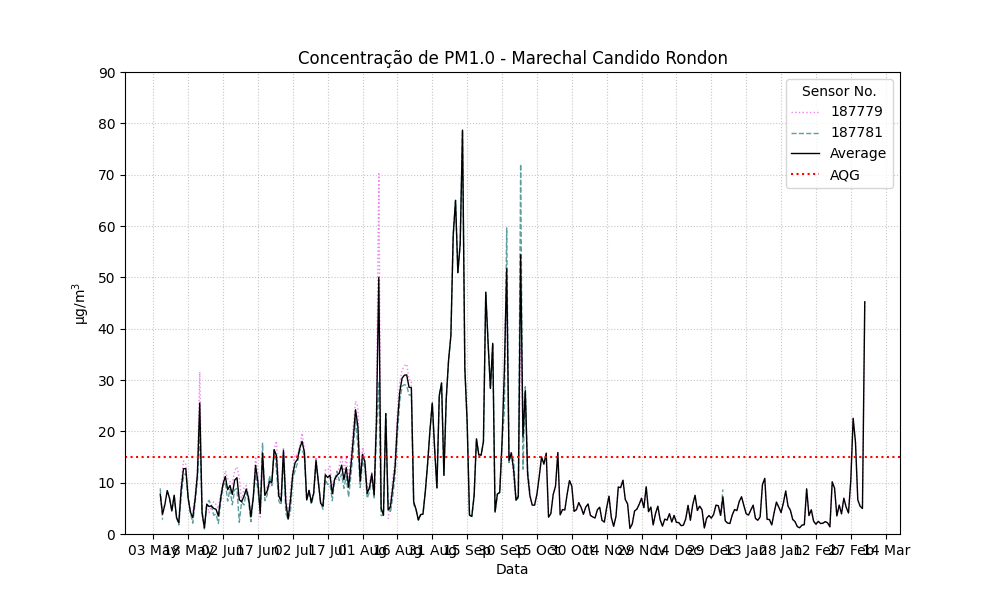 Concentração de PM1.0 - Marechal Candido Rondon
90
80
70
60
50
40
30
20
10
0
µg/m³
Sensor No.
187779
187781
Average
AQG
03 May 18 May 02 Jun 17 Jun 02 Jul 17 Jul 01 Aug 16 Aug 31 Aug 15 Sep 30 Sep 15 Oct 30 Oct 14 Nov 29 Nov 14 Dec 29 Dec 13 Jan 28 Jan 12 Feb 27 Feb 14 Mar
Data